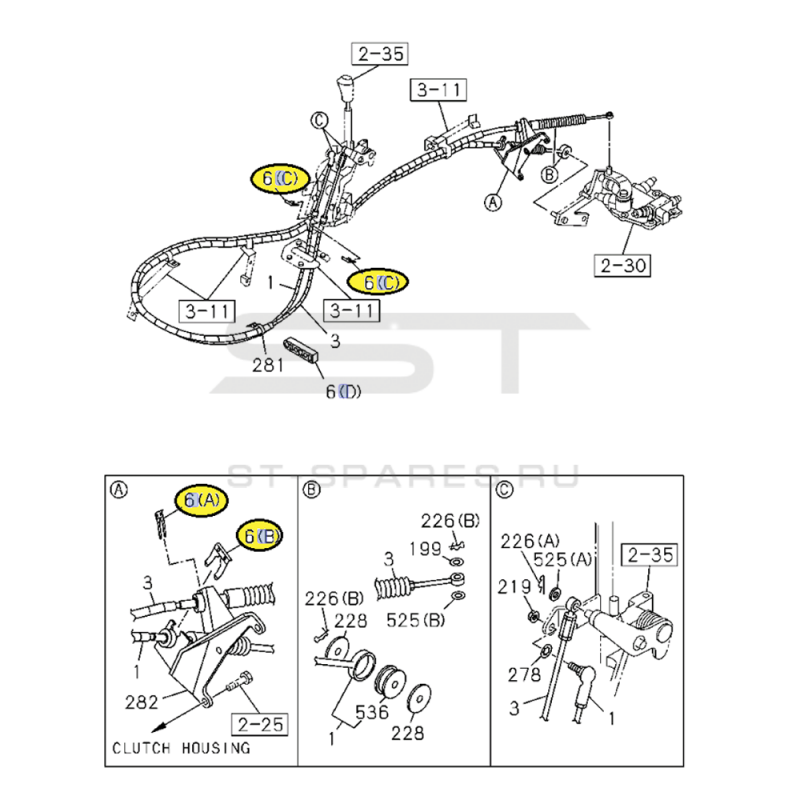 2-35
3-11
C
6(C)
A
B
2-30
6(C)
1
3-11
3-11
3
281
6(D)
ST
ST-SPARES.RU
A
6(A)
6(B)
3
1
282
2-25
CLUTCH HOUSING
B
226(B)
199
3
226(B)
228
525(B)
536
1
228
C
226(A)
525(A)
2-35
219
278
3
1